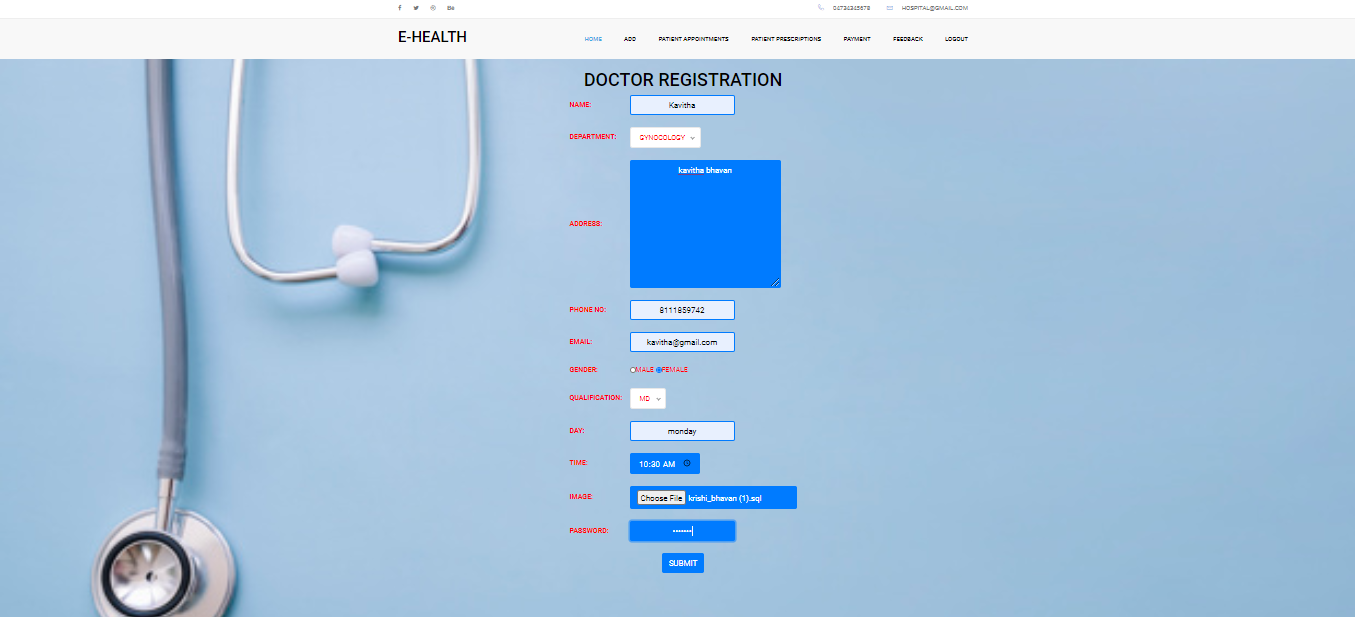 04734345678 HOSPITAL@GMAIL.COM
E-HEALTH HOME ADD PATIENT APPOINTMENTS PATIENT PRESCRIPTIONS PAYMENT FEEDBACK LOGOUT
DOCTOR REGISTRATION
NAME: Kavitha
DEPARTMENT: GYNOCOLOGY
ADDRESS: kavitha bhavan
PHONE NO: 8111859742
EMAIL: kavitha@gmail.com
GENDER: MALE FEMALE
QUALIFICATION: MD
DAY: monday
TIME: 10:30 AM
IMAGE: Choose File krishi_bhavan (1).sql
PASSWORD: •••••••
SUBMIT